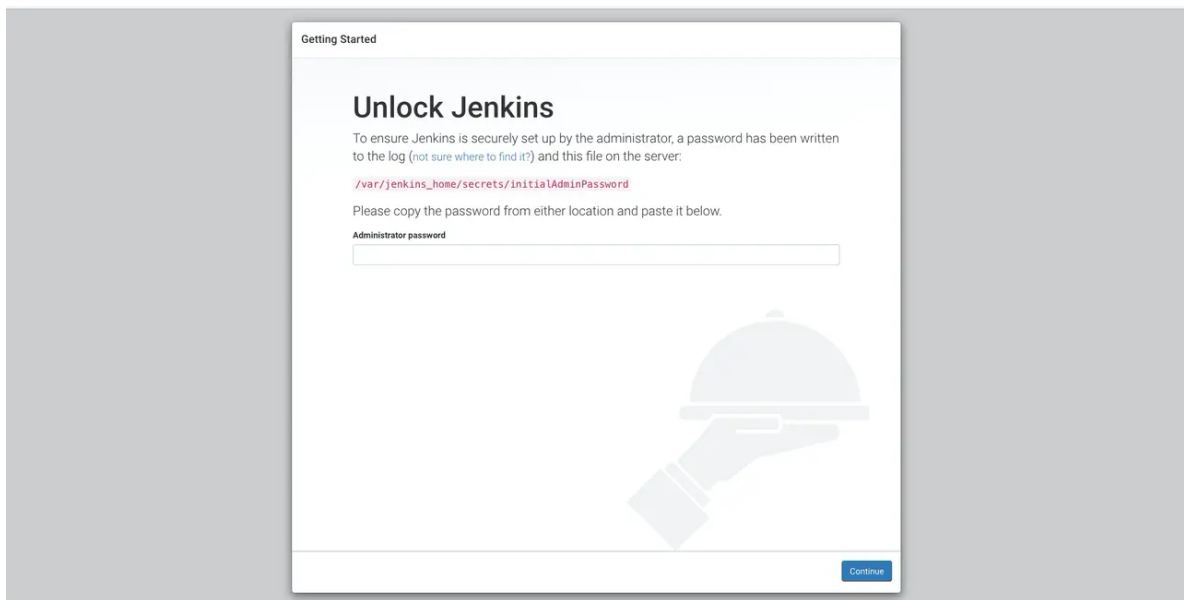 Getting Started
Unlock Jenkins
To ensure Jenkins is securely set up by the administrator, a password has been written
to the log (not sure where to find it?) and this file on the server:
/var/jenkins_home/secrets/initialAdminPassword
Please copy the password from either location and paste it below.
Administrator password
Continue